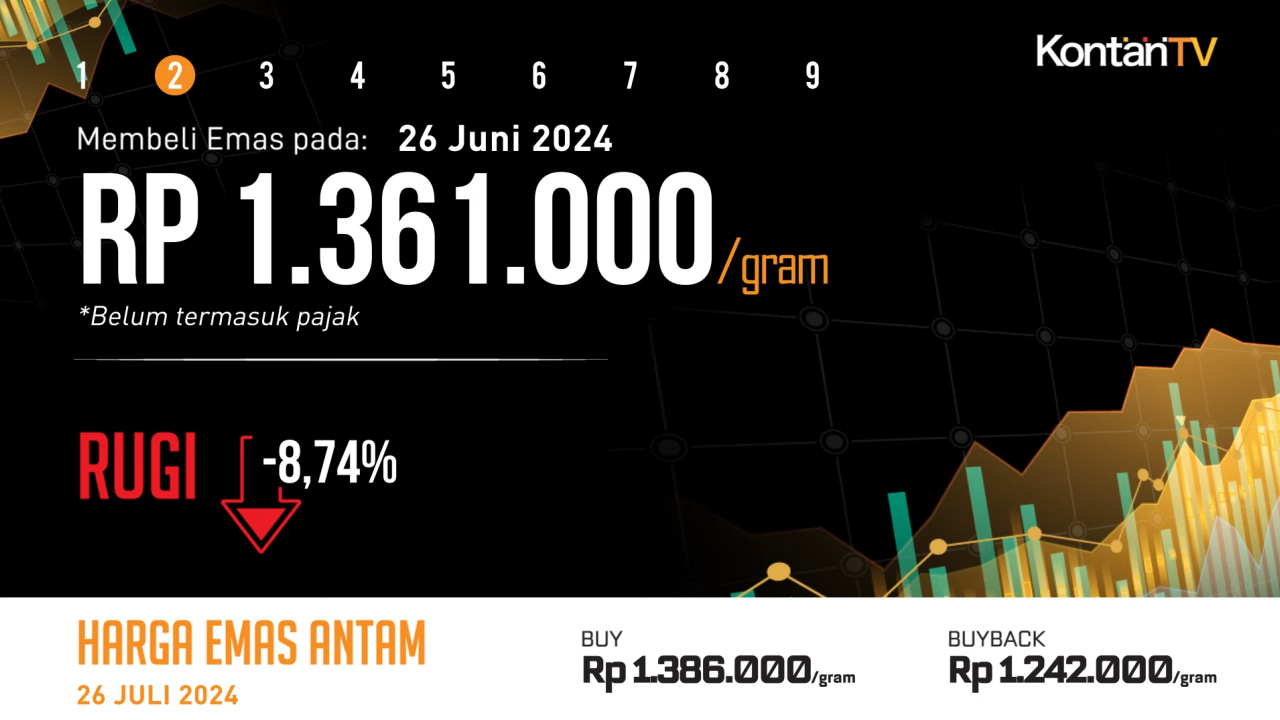 KontanTV
1 2 3 4 5 6 7 8 9
Membeli Emas pada: 26 Juni 2024
RP 1.361.000/gram
*Belum termasuk pajak
RUGI -8,74%
HARGA EMAS ANTAM
26 JULI 2024
BUY
Rp 1.386.000/gram
BUYBACK
Rp 1.242.000/gram